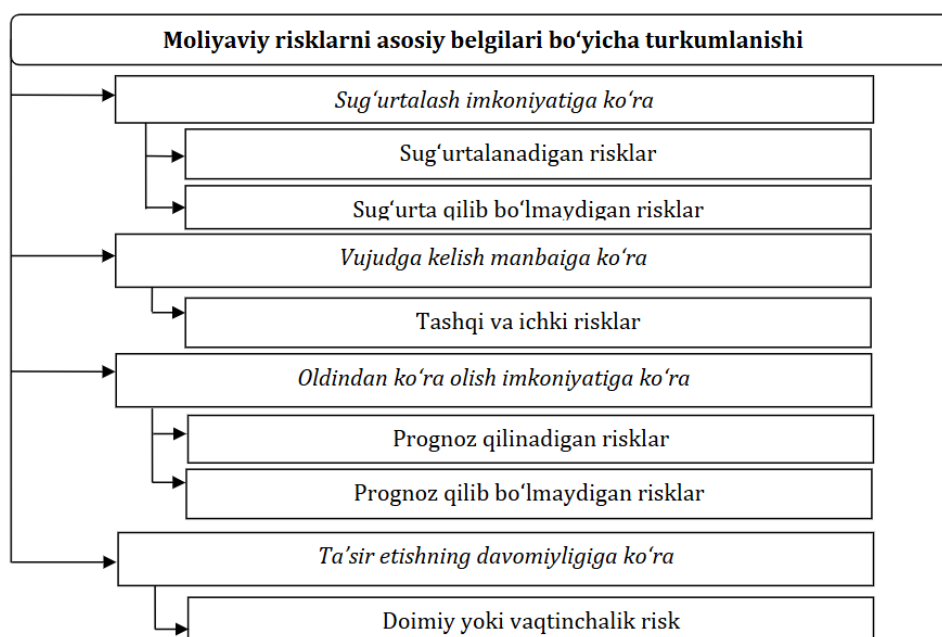 Moliyaviy risklarni asosiy belgilari bo‘yicha turkumlanishi
Sug‘urtalash imkoniyatiga ko‘ra
Sug‘urtalanadigan risklar
Sug‘urta qilib bo‘lmaydigan risklar
Vujudga kelish manbaiga ko‘ra
Tashqi va ichki risklar
Oldindan ko‘ra olish imkoniyatiga ko‘ra
Prognoz qilinadigan risklar
Prognoz qilib bo‘lmaydigan risklar
Ta’sir etishning davomiyligiga ko‘ra
Doimiy yoki vaqtinchalik risk